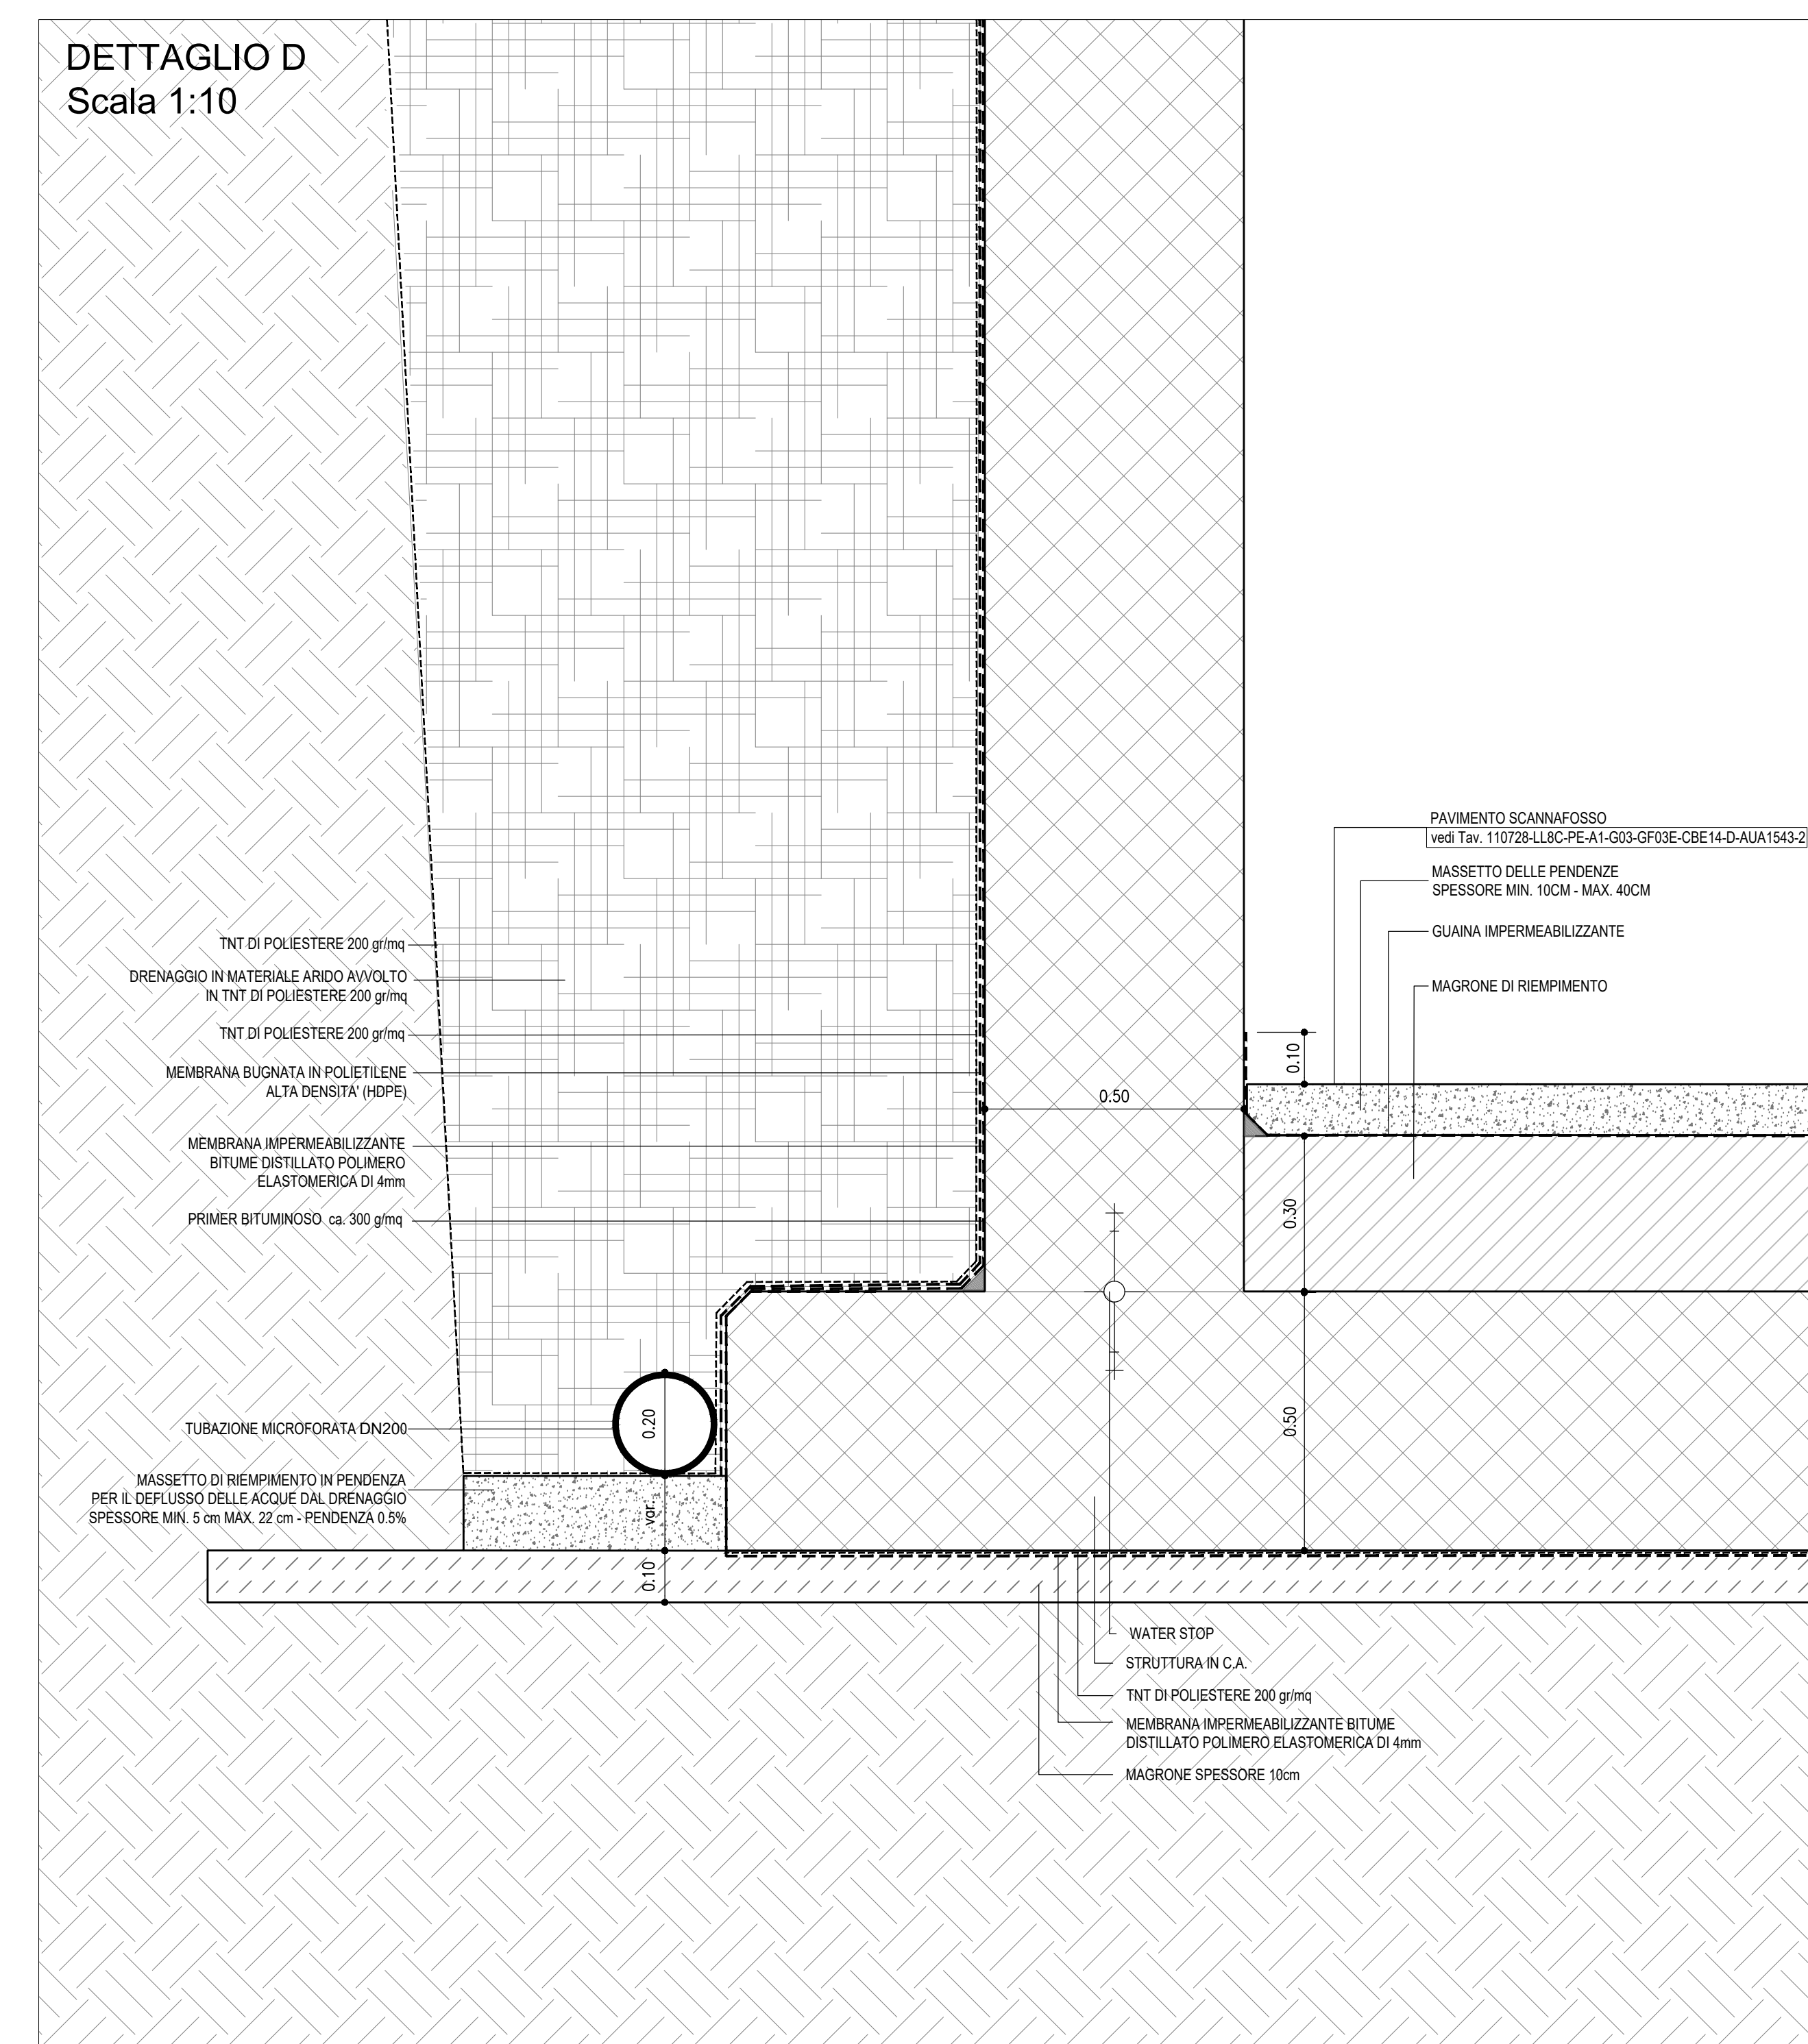 DETTAGLIO D
Scala 1:10
PAVIMENTO SCANNAFOSSO
vedi Tav. 110728-LL8C-PE-A1-G03-GF03E-CBE14-D-AUA1543-2
MASSETTO DELLE PENDENZE
SPESSORE MIN. 10CM - MAX. 40CM
GUAINA IMPERMEABILIZZANTE
MAGRONE DI RIEMPIMENTO
TNT DI POLIESTERE 200 gr/mq
DRENAGGIO IN MATERIALE ARIDO AVVOLTO
IN TNT DI POLIESTERE 200 gr/mq
TNT DI POLIESTERE 200 gr/mq
MEMBRANA BUGNATA IN POLIETILENE
ALTA DENSITA' (HDPE)
MEMBRANA IMPERMEABILIZZANTE
BITUME DISTILLATO POLIMERO
ELASTOMERICA DI 4mm
PRIMER BITUMINOSO ca. 300 g/mq
TUBAZIONE MICROFORATA DN200
MASSETTO DI RIEMPIMENTO IN PENDENZA
PER IL DEFLUSSO DELLE ACQUE DAL DRENAGGIO
SPESSORE MIN. 5 cm MAX. 22 cm - PENDENZA 0.5%
0.20
var.
0.10
0.50
0.10
0.30
0.50
WATER STOP
STRUTTURA IN C.A.
TNT DI POLIESTERE 200 gr/mq
MEMBRANA IMPERMEABILIZZANTE BITUME
DISTILLATO POLIMERO ELASTOMERICA DI 4mm
MAGRONE SPESSORE 10cm